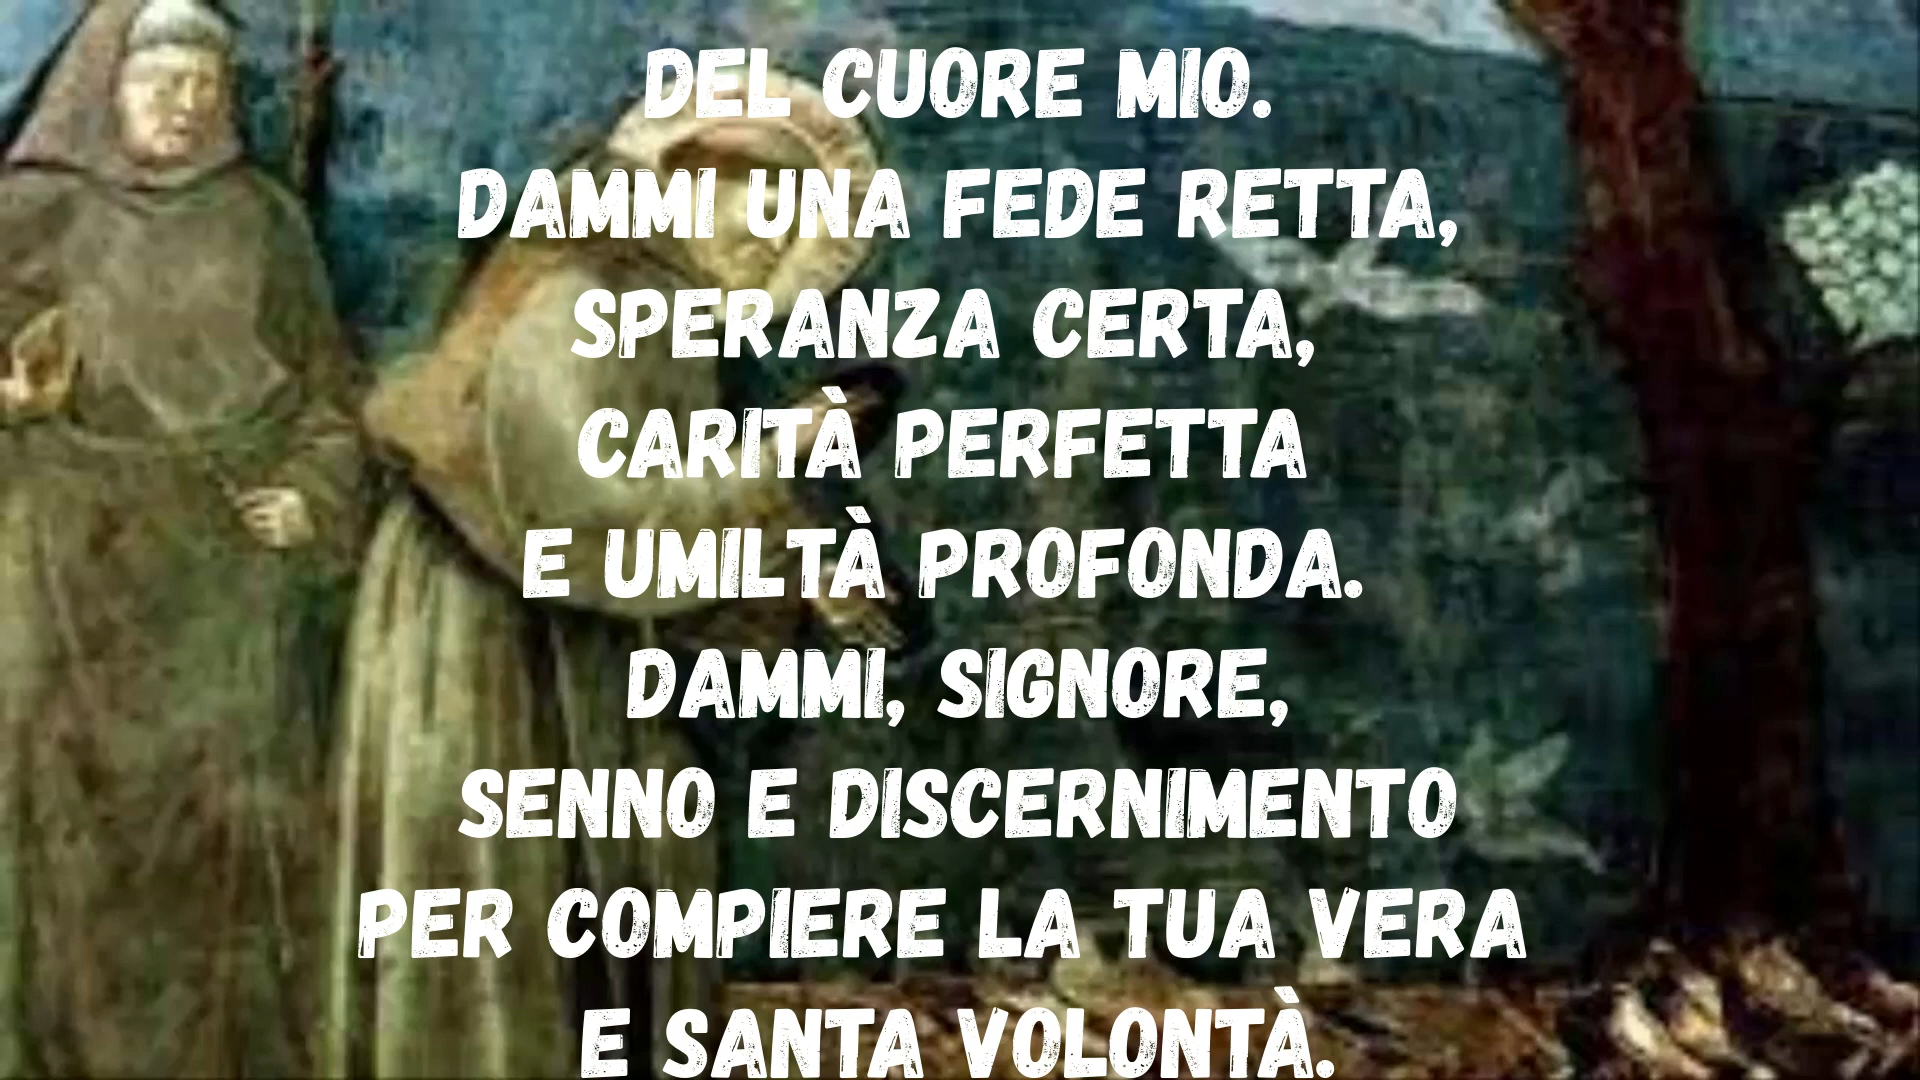 DEL CUORE MIO.
DAMMI UNA FEDE RETTA,
SPERANZA CERTA,
CARITÀ PERFETTA
E UMILTÀ PROFONDA.
DAMMI, SIGNORE,
SENNO E DISCERNIMENTO
PER COMPIERE LA TUA VERA
E SANTA VOLONTÀ.